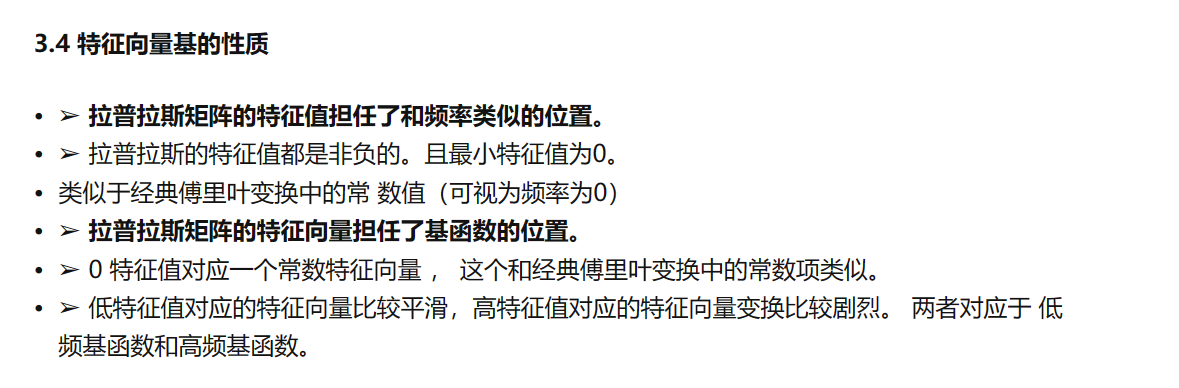 3.4 特征向量基的性质
• ➢ 拉普拉斯矩阵的特征值担任了和频率类似的位置。
• ➢ 拉普拉斯的特征值都是非负的。且最小特征值为0。
• 类似于经典傅里叶变换中的常 数值（可视为频率为0）
• ➢ 拉普拉斯矩阵的特征向量担任了基函数的位置。
• ➢ 0 特征值对应一个常数特征向量 ， 这个和经典傅里叶变换中的常数项类似。
• ➢ 低特征值对应的特征向量比较平滑，高特征值对应的特征向量变换比较剧烈。 两者对应于 低
频基函数和高频基函数。